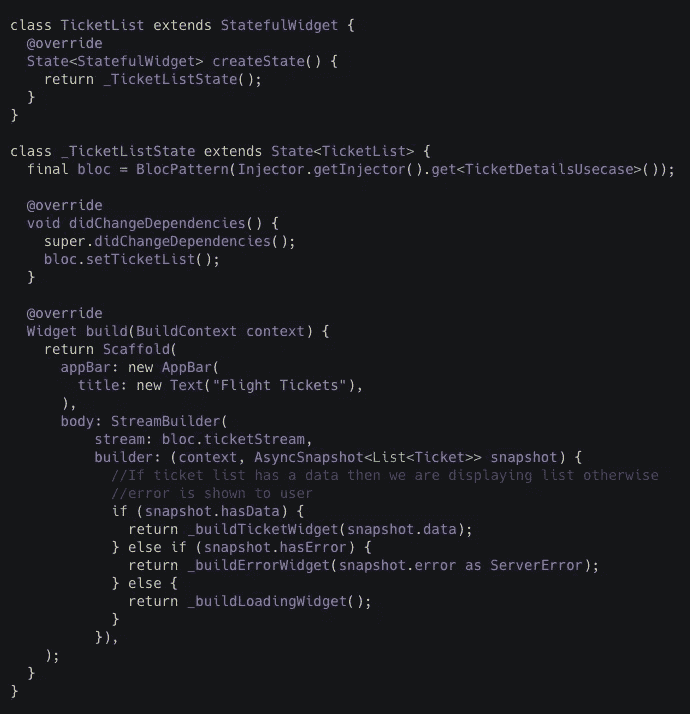 class TicketList extends StatefulWidget {
  @override
  State<StatefulWidget> createState() {
    return _TicketListState();
  }
}

class _TicketListState extends State<TicketList> {
  final bloc = BlocPattern(Injector.getInjector().get<TicketDetailsUsecase>());

  @override
  void didChangeDependencies() {
    super.didChangeDependencies();
    bloc.setTicketList();
  }

  @override
  Widget build(BuildContext context) {
    return Scaffold(
      appBar: new AppBar(
        title: new Text("Flight Tickets"),
      ),
      body: StreamBuilder(
          stream: bloc.ticketStream,
          builder: (context, AsyncSnapshot<List<Ticket>> snapshot) {
            //If ticket list has a data then we are displaying list otherwise
            //error is shown to user
            if (snapshot.hasData) {
              return _buildTicketWidget(snapshot.data);
            } else if (snapshot.hasError) {
              return _buildErrorWidget(snapshot.error as ServerError);
            } else {
              return _buildLoadingWidget();
            }
          }),
    );
  }
}